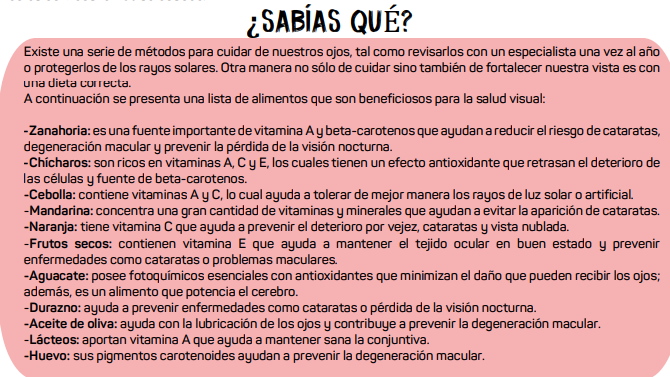 ¿SABÍAS QUÉ?
Existe una serie de métodos para cuidar de nuestros ojos, tal como revisarlos con un especialista una vez al año
o protegerlos de los rayos solares. Otra manera no sólo de cuidar sino también de fortalecer nuestra vista es con
una dieta correcta.
A continuación se presenta una lista de alimentos que son beneficiosos para la salud visual:
-Zanahoria: es una fuente importante de vitamina A y beta-carotenos que ayudan a reducir el riesgo de cataratas,
degeneración macular y prevenir la pérdida de la visión nocturna.
-Chícharos: son ricos en vitaminas A, C y E, los cuales tienen un efecto antioxidante que retrasan el deterioro de
las células y fuente de beta-carotenos.
-Cebolla: contiene vitaminas A y C, lo cual ayuda a tolerar de mejor manera los rayos de luz solar o artificial.
-Mandarina: concentra una gran cantidad de vitaminas y minerales que ayudan a evitar la aparición de cataratas.
-Naranja: tiene vitamina C que ayuda a prevenir el deterioro por vejez, cataratas y vista nublada.
-Frutos secos: contienen vitamina E que ayuda a mantener el tejido ocular en buen estado y prevenir
enfermedades como cataratas o problemas maculares.
-Aguacate: posee fotoquímicos esenciales con antioxidantes que minimizan el daño que pueden recibir los ojos;
además, es un alimento que potencia el cerebro.
-Durazno: ayuda a prevenir enfermedades como cataratas o pérdida de la visión nocturna.
-Aceite de oliva: ayuda con la lubricación de los ojos y contribuye a prevenir la degeneración macular.
-Lácteos: aportan vitamina A que ayuda a mantener sana la conjuntiva.
-Huevo: sus pigmentos carotenoides ayudan a prevenir la degeneración macular.